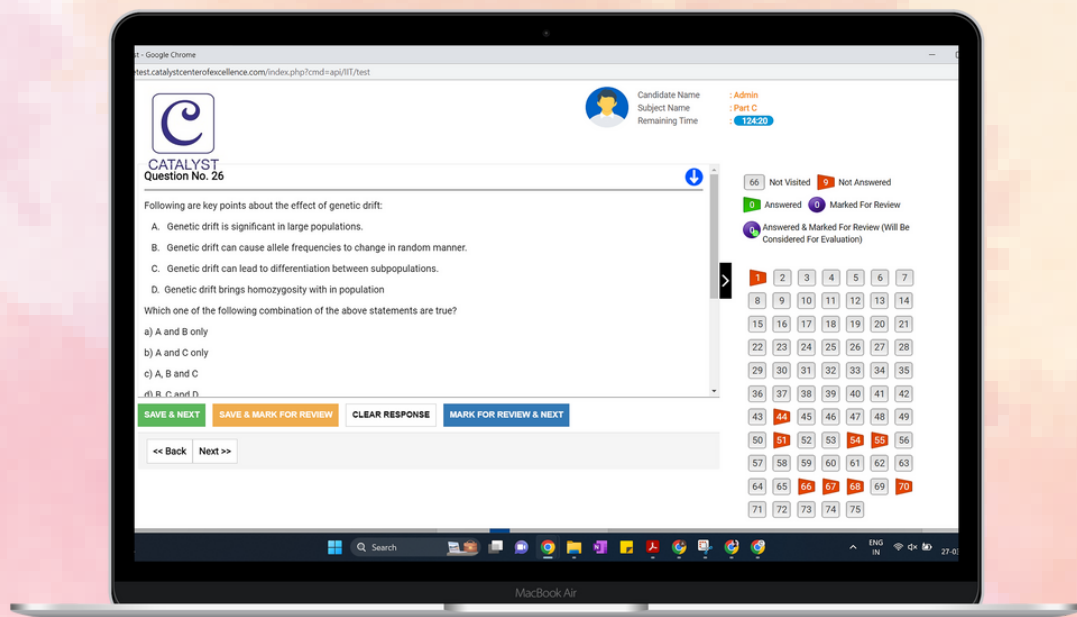 st - Google Chrome
etest.catalystcenterofexcellence.com/index.php?cmd=api/IIT/test
C
CATALYST
Candidate Name : Admin
Subject Name : Part C
Remaining Time : 124:20
Question No. 26
Following are key points about the effect of genetic drift:
A. Genetic drift is significant in large populations.
B. Genetic drift can cause allele frequencies to change in random manner.
C. Genetic drift can lead to differentiation between subpopulations.
D. Genetic drift brings homozygosity with in population
Which one of the following combination of the above statements are true?
a) A and B only
b) A and C only
c) A, B and C
d) B, C and D
SAVE & NEXT SAVE & MARK FOR REVIEW CLEAR RESPONSE MARK FOR REVIEW & NEXT
<< Back Next >>
66 Not Visited 9 Not Answered
0 Answered 0 Marked For Review
0 Answered & Marked For Review (Will Be
Considered For Evaluation)
1 2 3 4 5 6 7
8 9 10 11 12 13 14
15 16 17 18 19 20 21
22 23 24 25 26 27 28
29 30 31 32 33 34 35
36 37 38 39 40 41 42
43 44 45 46 47 48 49
50 51 52 53 54 55 56
57 58 59 60 61 62 63
64 65 66 67 68 69 70
71 72 73 74 75
Search
ENG
IN
27-03
MacBook Air